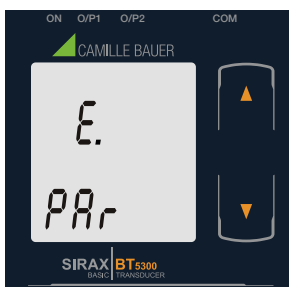 ON O/P1 O/P2 COM
CAMILLE BAUER
E.
PAr
SIRAX BT5300
BASIC TRANSDUCER